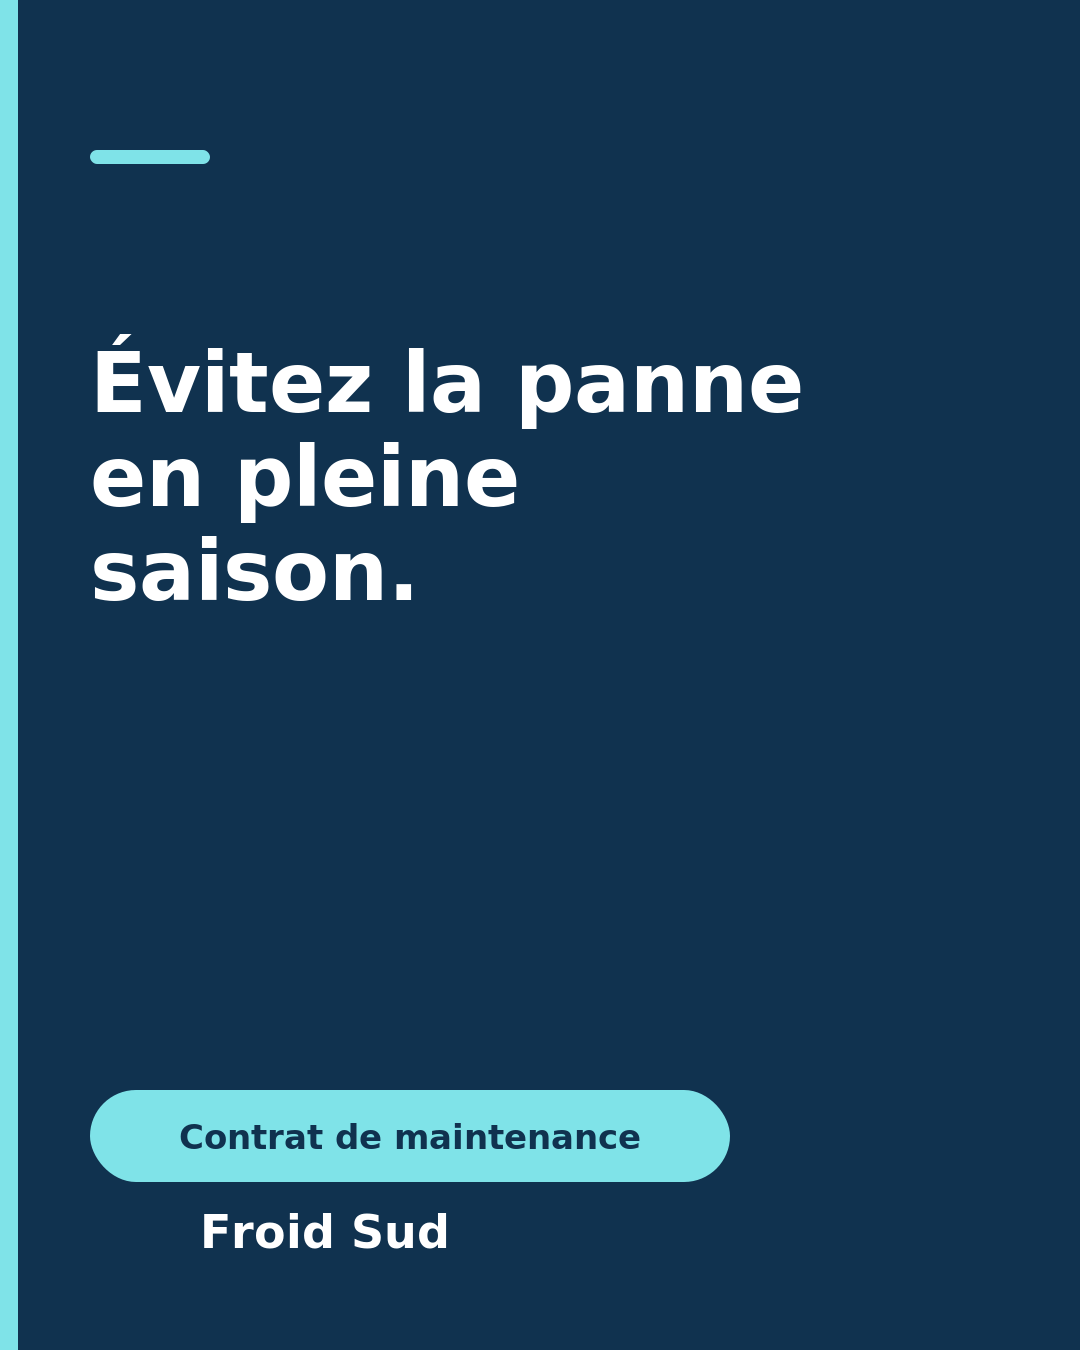 Évitez la panne
en pleine
saison.
Contrat de maintenance
Froid Sud